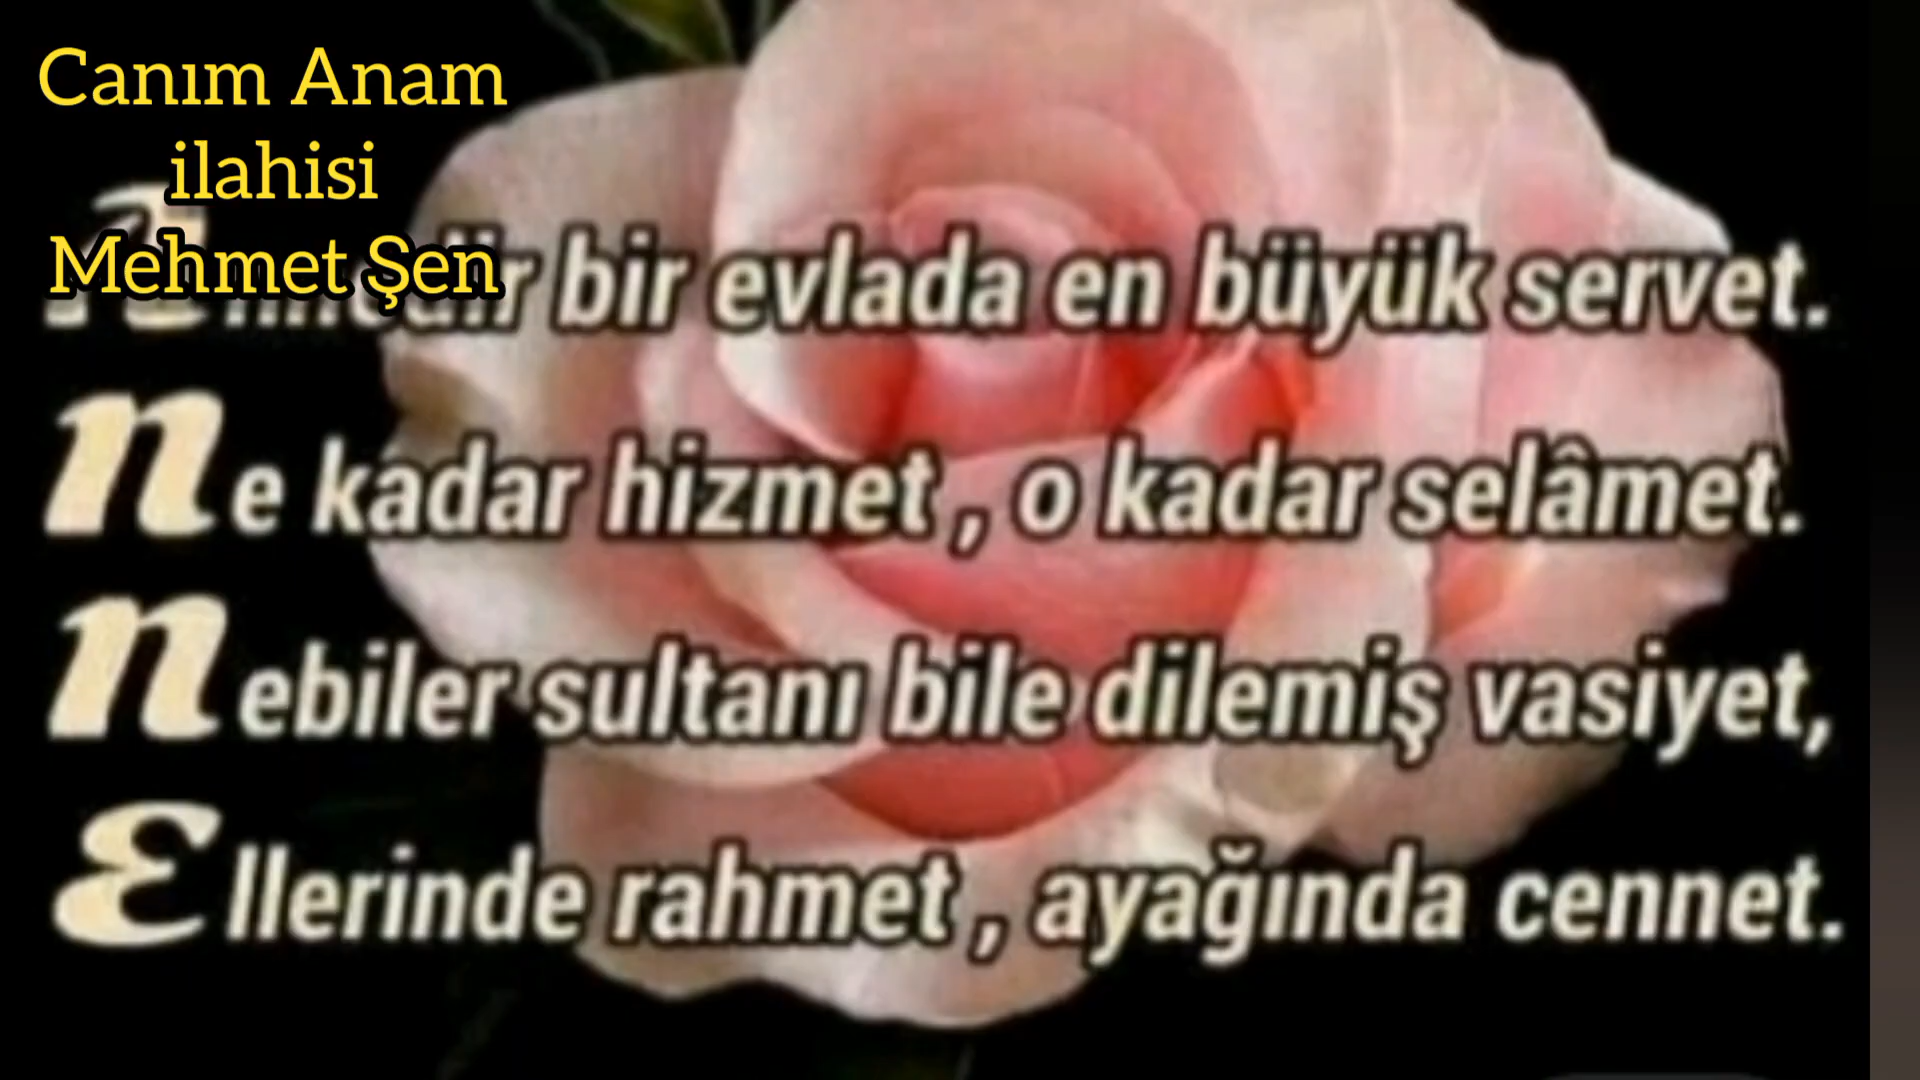 Canım Anam
ilahisi
Mehmet Şen
bir evlada en büyük servet.
Ne kadar hizmet, o kadar selâmet.
Nebiler sultanı bile dilemiş vasiyet,
Ellerinde rahmet, ayağında cennet.